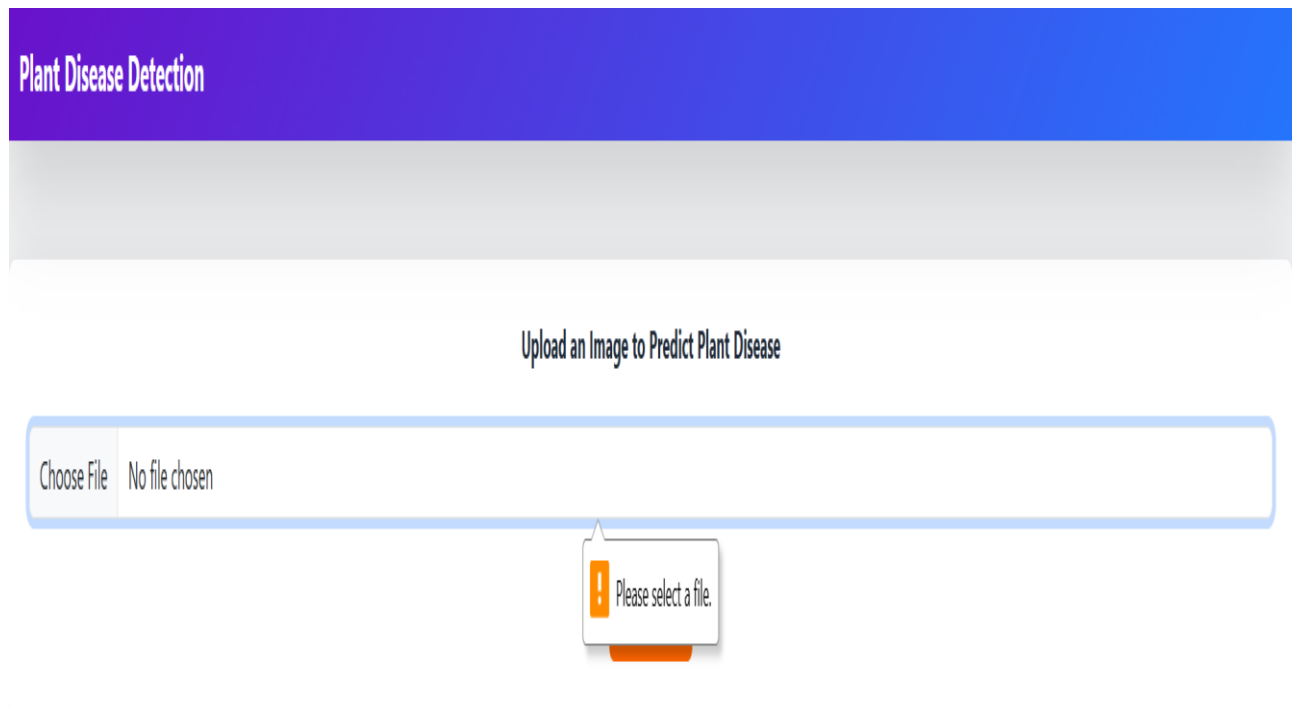 Plant Disease Detection
Upload an Image to Predict Plant Disease
Choose File No file chosen
Please select a file.